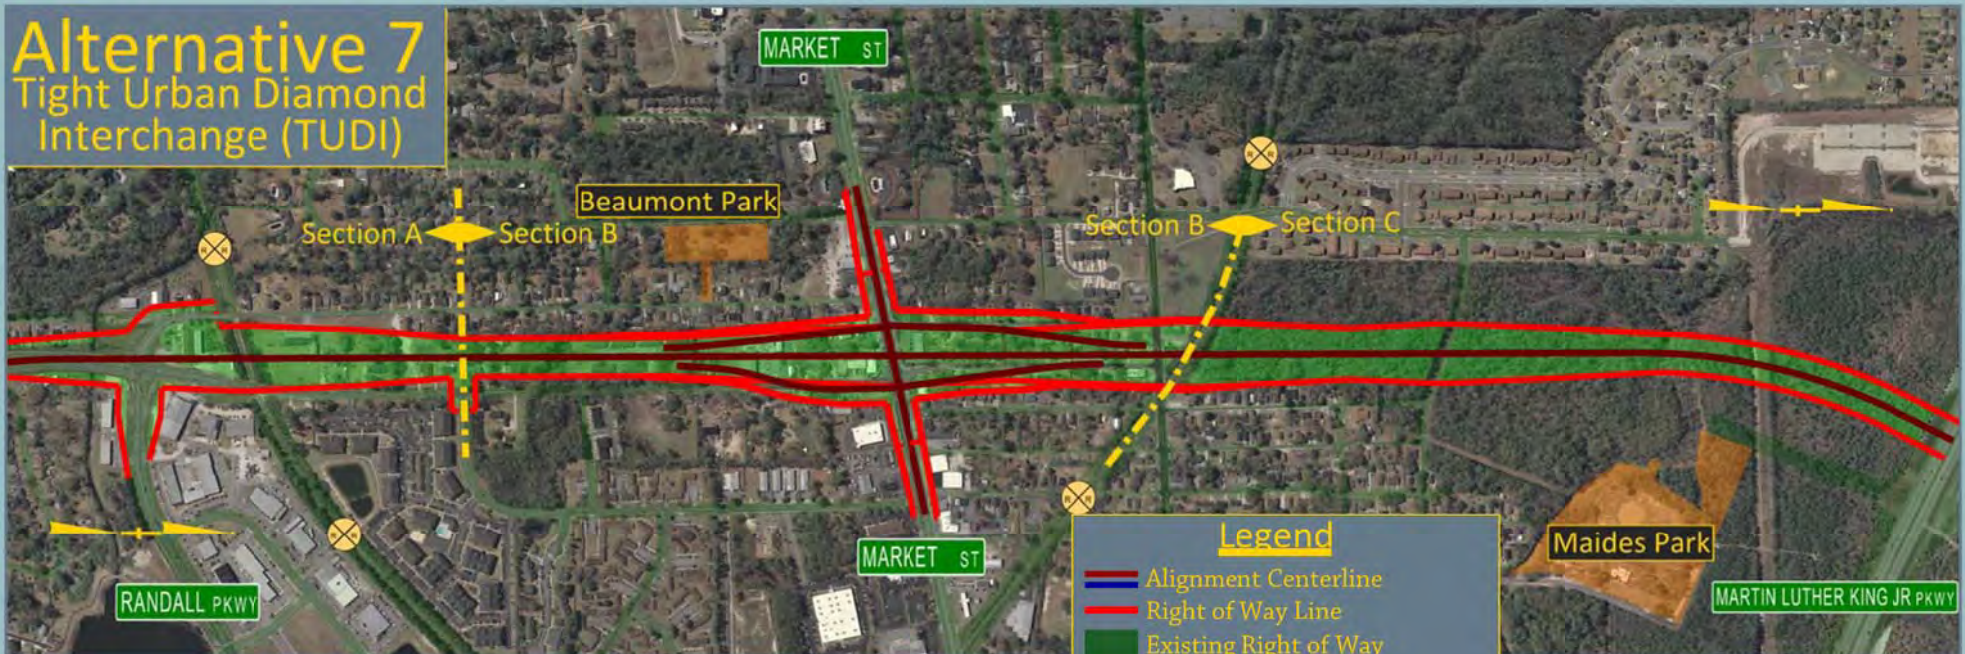 Alternative 7
Tight Urban Diamond
Interchange (TUDI)
MARKET ST
Beaumont Park
Section A
Section B
Section B
Section C
R R
R R
R R
R R
MARKET ST
RANDALL PKWY
Maides Park
MARTIN LUTHER KING JR PKWY
Legend
Alignment Centerline
Right of Way Line
Existing Right of Way